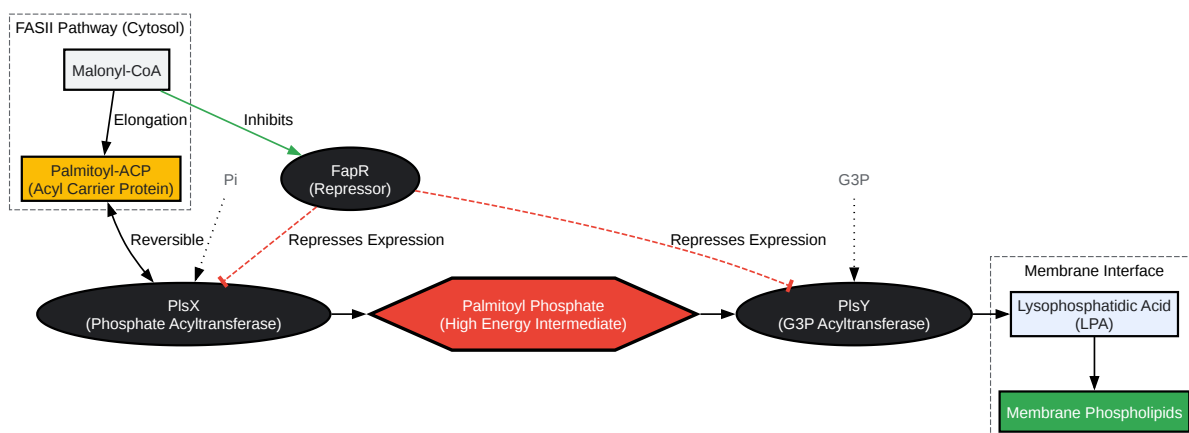 FASII Pathway (Cytosol)
Malonyl-CoA
Elongation
Inhibits
Palmitoyl-ACP
(Acyl Carrier Protein)
Pi
FapR
(Repressor)
G3P
Reversible
Represses Expression
Represses Expression
PlsX
(Phosphate Acyltransferase)
Palmitoyl Phosphate
(High Energy Intermediate)
PlsY
(G3P Acyltransferase)
Membrane Interface
Lysophosphatidic Acid
(LPA)
Membrane Phospholipids